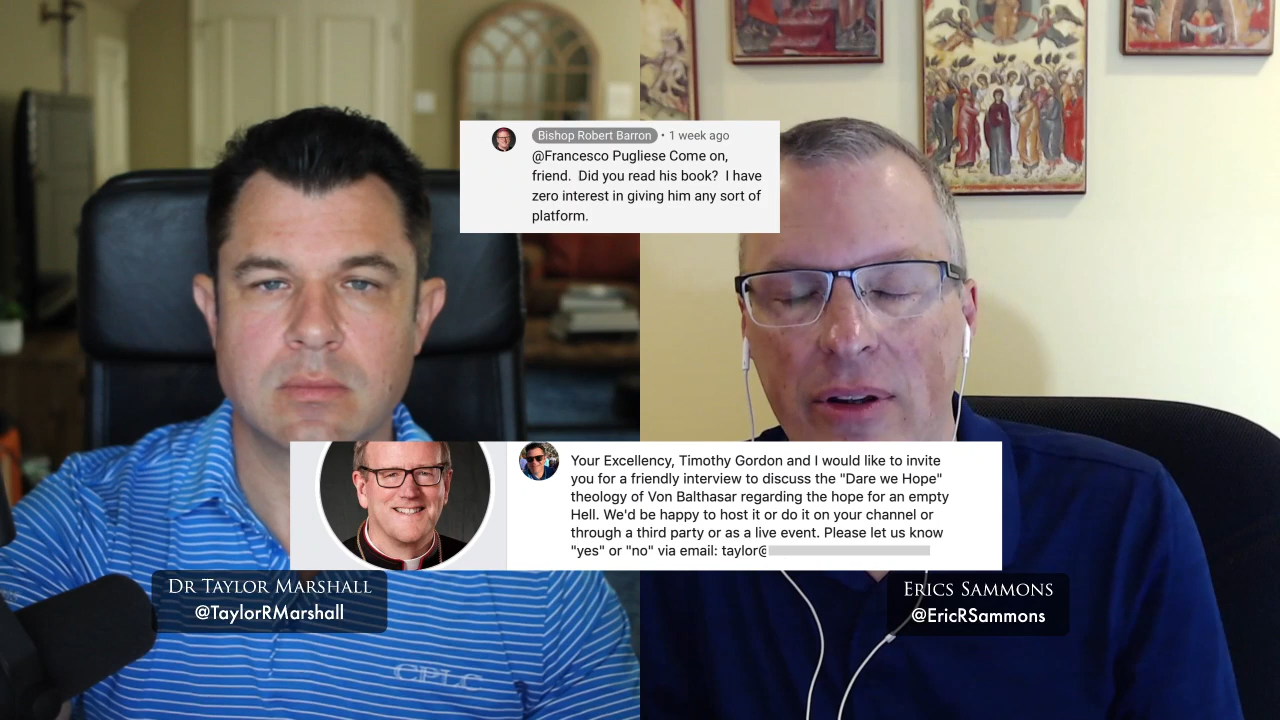 Bishop Robert Barron • 1 week ago
@Francesco Pugliese Come on,
friend. Did you read his book? I have
zero interest in giving him any sort of
platform.
Your Excellency, Timothy Gordon and I would like to invite
you for a friendly interview to discuss the "Dare we Hope"
theology of Von Balthasar regarding the hope for an empty
Hell. We'd be happy to host it or do it on your channel or
through a third party or as a live event. Please let us know
"yes" or "no" via email: taylor@
DR TAYLOR MARSHALL
@TaylorRMarshall
ERICS SAMMONS
@EricRSammons
CPLC